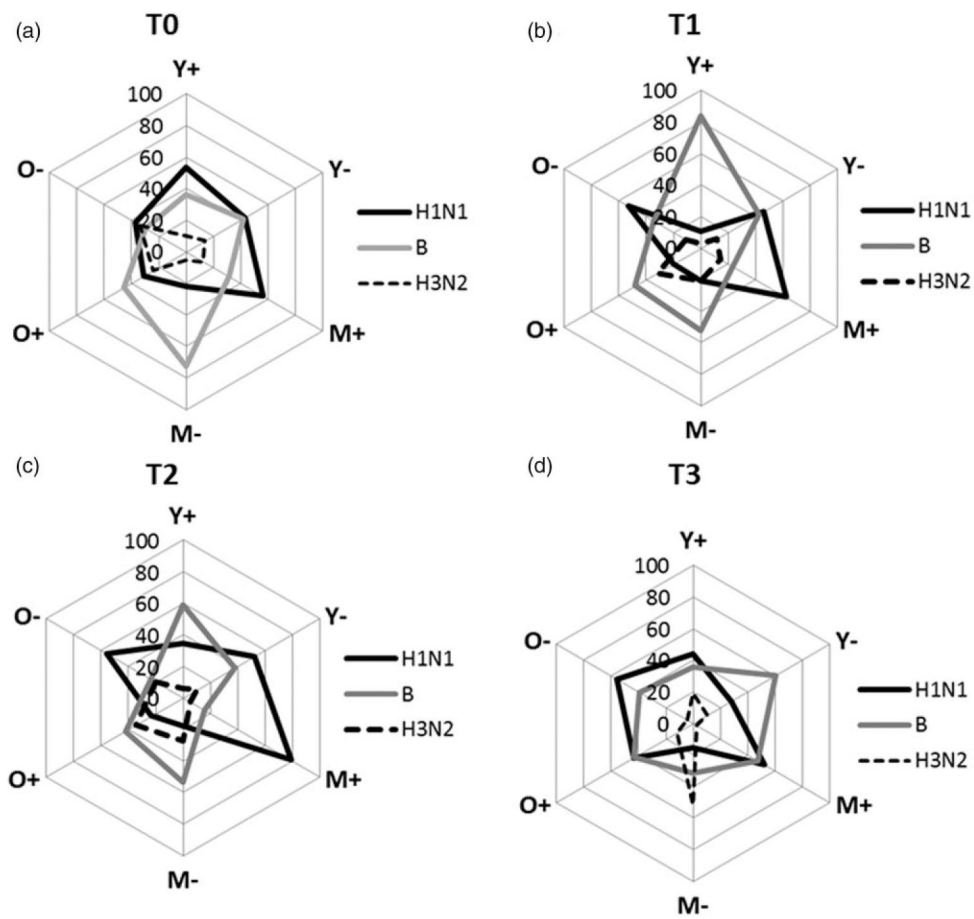 (a)
T0
Y+
100
80
60
40
20
0
O-
Y-
O+
M+
M-
H1N1
B
H3N2
(b)
T1
Y+
100
80
60
40
20
0
O-
Y-
O+
M+
M-
H1N1
B
H3N2
(c)
T2
Y+
100
80
60
40
20
0
O-
Y-
O+
M+
M-
H1N1
B
H3N2
(d)
T3
Y+
100
80
60
40
20
0
O-
Y-
O+
M+
M-
H1N1
B
H3N2